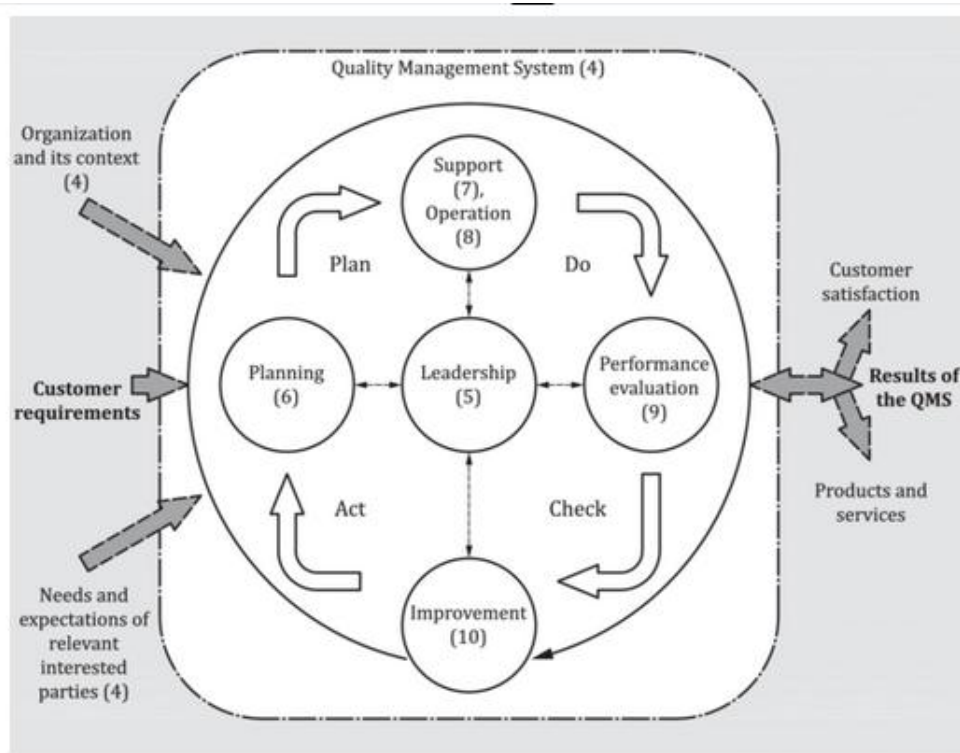 Quality Management System (4)
Organization
and its context
(4)
Support
(7),
Operation
(8)
Plan
Do
Customer
satisfaction
Planning
(6)
Leadership
(5)
Performance
evaluation
(9)
Customer
requirements
Results of
the QMS
Act
Check
Products and
services
Needs and
expectations of
relevant
interested
parties (4)
Improvement
(10)